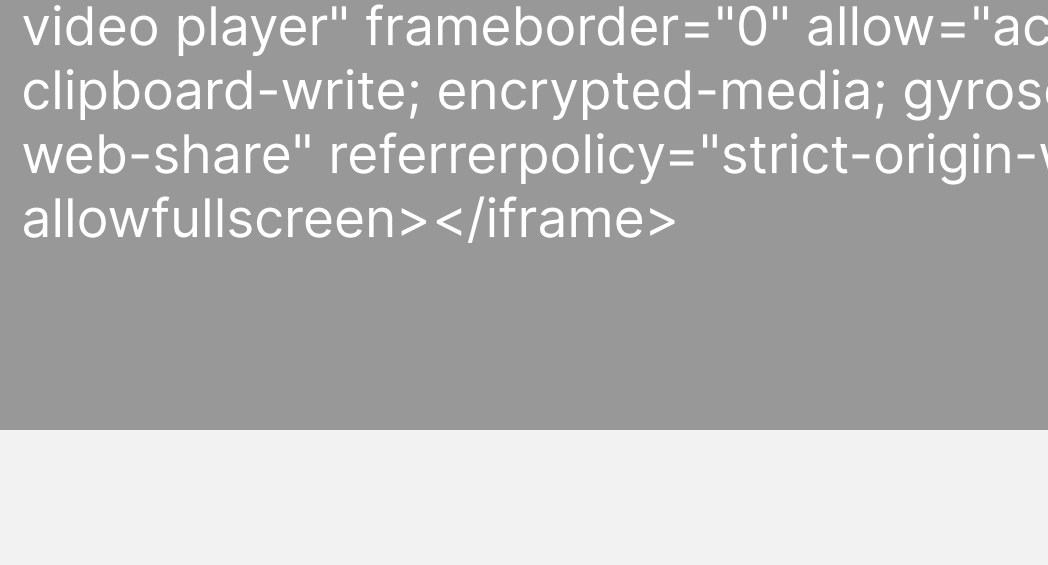 video player" frameborder="0" allow="ac
clipboard-write; encrypted-media; gyros
web-share" referrerpolicy="strict-origin-
allowfullscreen></iframe>